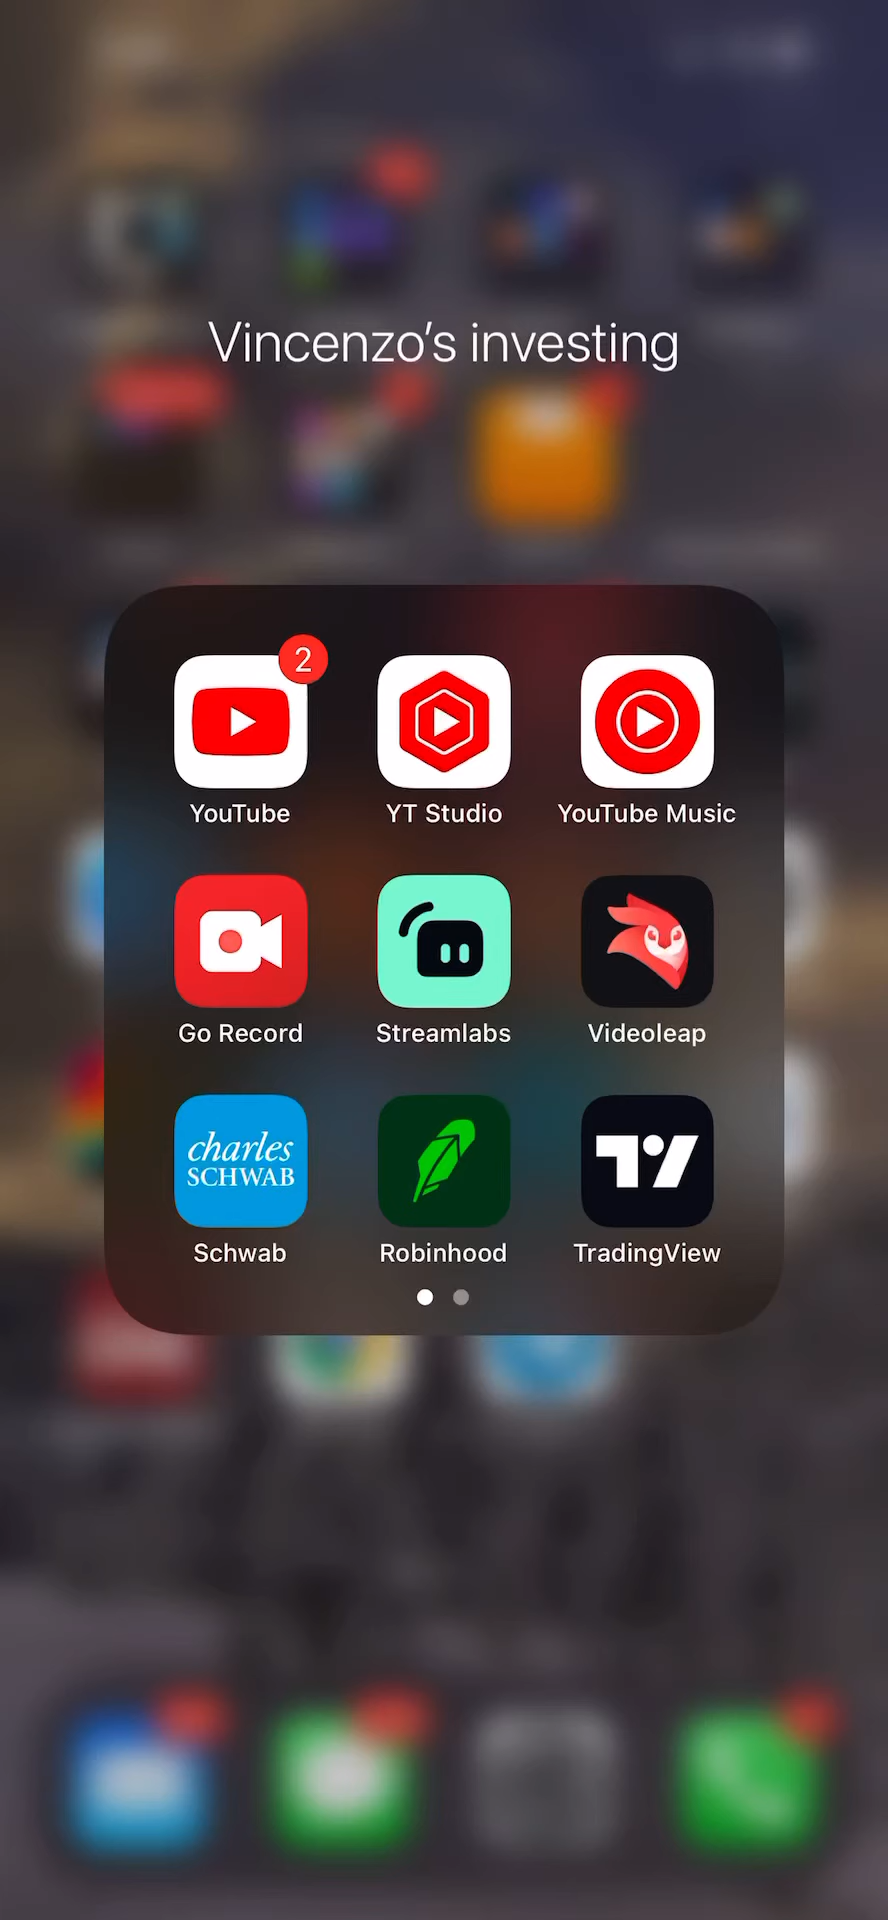 Vincenzo’s investing
2
YouTube
YT Studio
YouTube Music
Go Record
Streamlabs
Videoleap
charles
SCHWAB
Schwab
Robinhood
TradingView